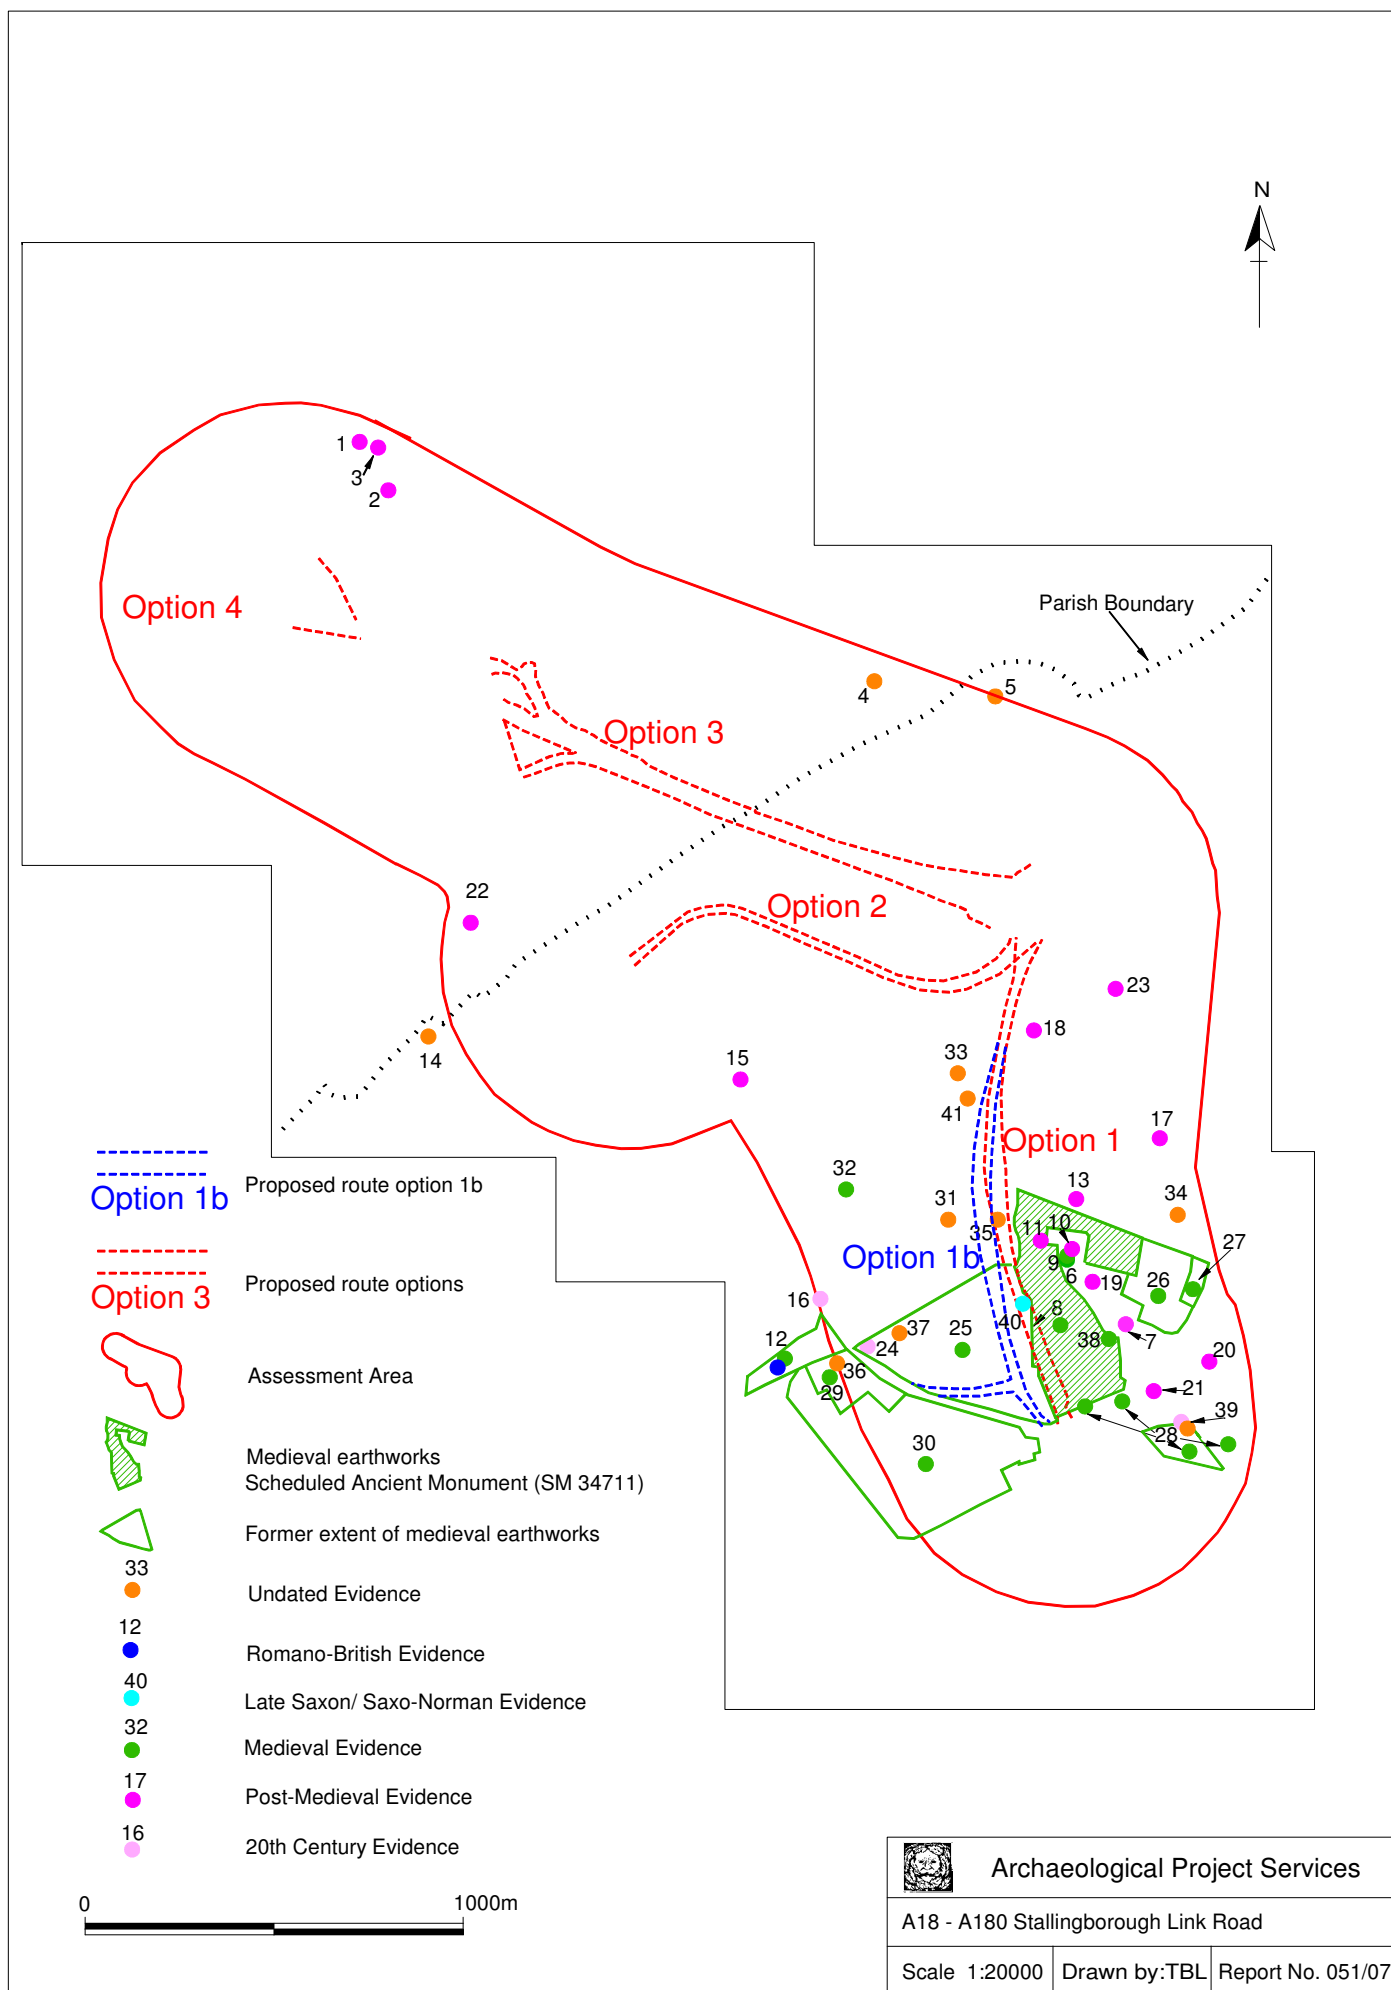 N
1
3
2
Option 4
Parish Boundary
4
5
Option 3
22
Option 2
23
18
14
15
33
41
17
Option 1
32
13
34
31
35
11
10
27
Option 1b
9
6
19
26
16
40
8
7
37
25
38
12
24
20
36
29
21
39
28
30
Option 1b
Proposed route option 1b
Option 3
Proposed route options
Assessment Area
Medieval earthworks
Scheduled Ancient Monument (SM 34711)
Former extent of medieval earthworks
33
Undated Evidence
12
Romano-British Evidence
40
Late Saxon/ Saxo-Norman Evidence
32
Medieval Evidence
17
Post-Medieval Evidence
16
20th Century Evidence
0 1000m
Archaeological Project Services
A18 - A180 Stallingborough Link Road
Scale 1:20000 Drawn by:TBL Report No. 051/07